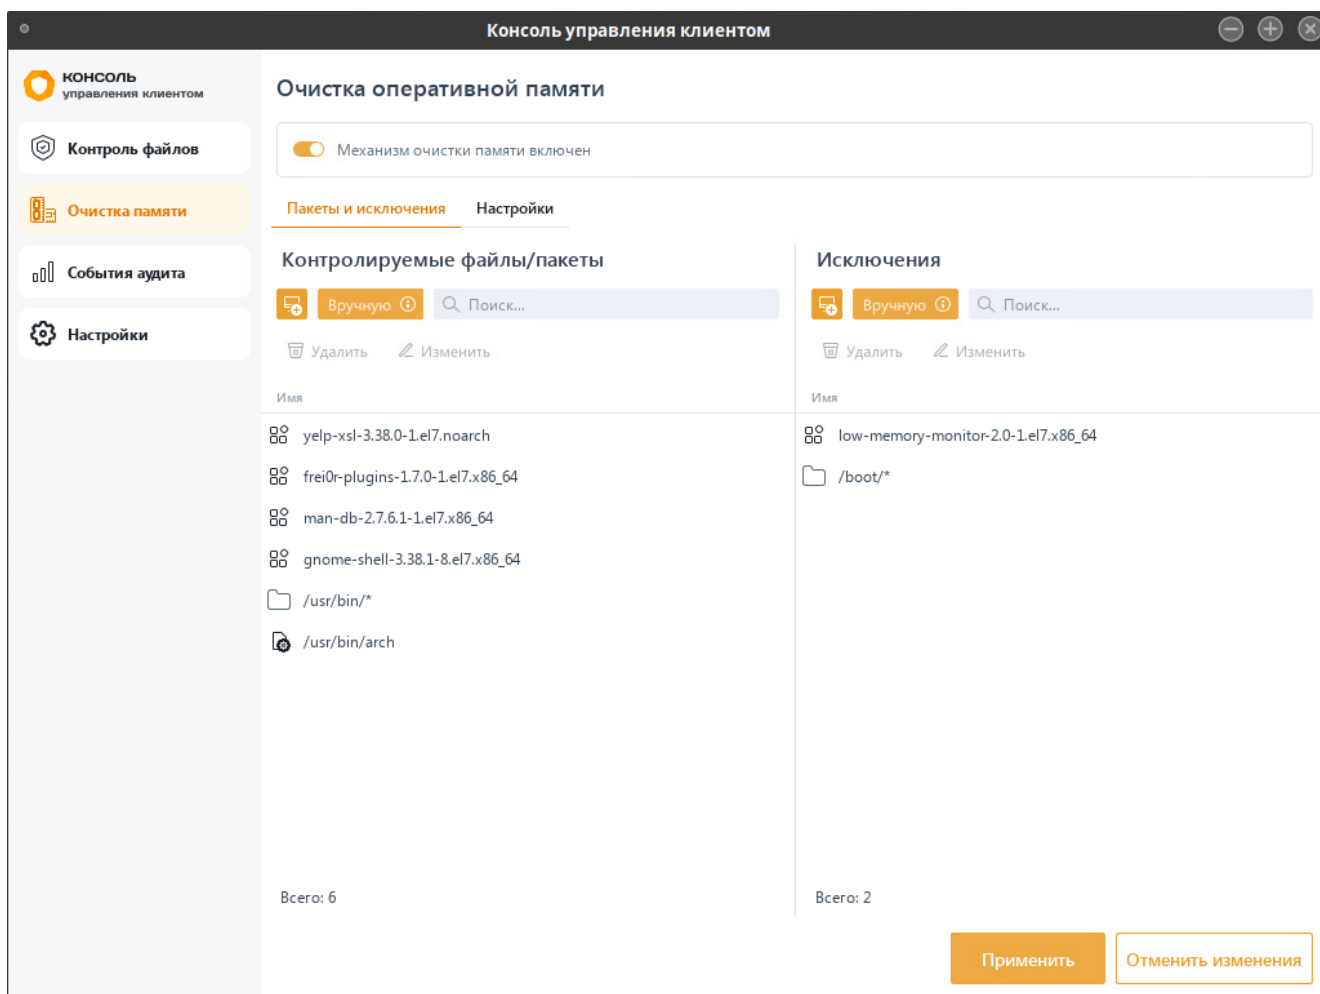 Консоль управления клиентом
консоль
управления клиентом
Контроль файлов
Очистка памяти
События аудита
Настройки
Очистка оперативной памяти
Механизм очистки памяти включен
Пакеты и исключения
Настройки
Контролируемые файлы/пакеты
Вручную
Поиск...
Удалить
Изменить
Имя
yelp-xsl-3.38.0-1.el7.noarch
frei0r-plugins-1.7.0-1.el7.x86_64
man-db-2.7.6.1-1.el7.x86_64
gnome-shell-3.38.1-8.el7.x86_64
/usr/bin/*
/usr/bin/arch
Всего: 6
Исключения
Вручную
Поиск...
Удалить
Изменить
Имя
low-memory-monitor-2.0-1.el7.x86_64
/boot/*
Всего: 2
Применить
Отменить изменения